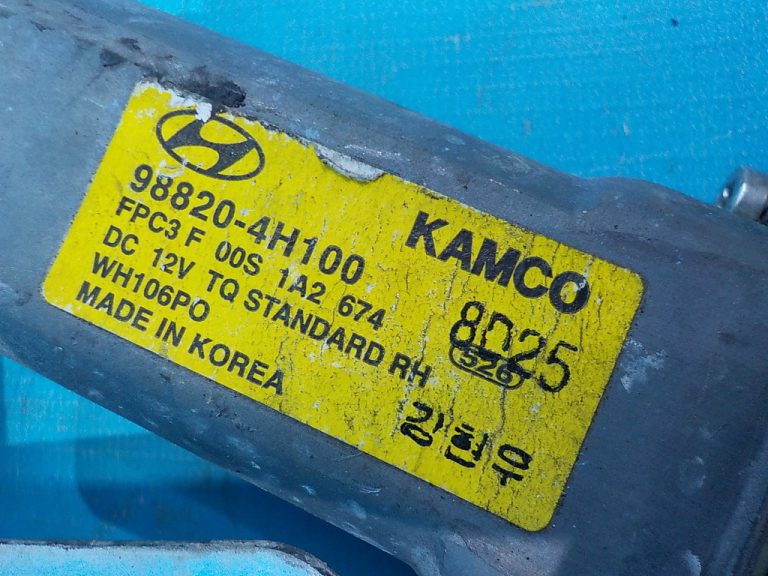 98820-4H100
KAMCO
FPC3 F 00S 1A2 674
DC 12V TQ STANDARD RH
WH106PO
MADE IN KOREA
8D25
526
강현우